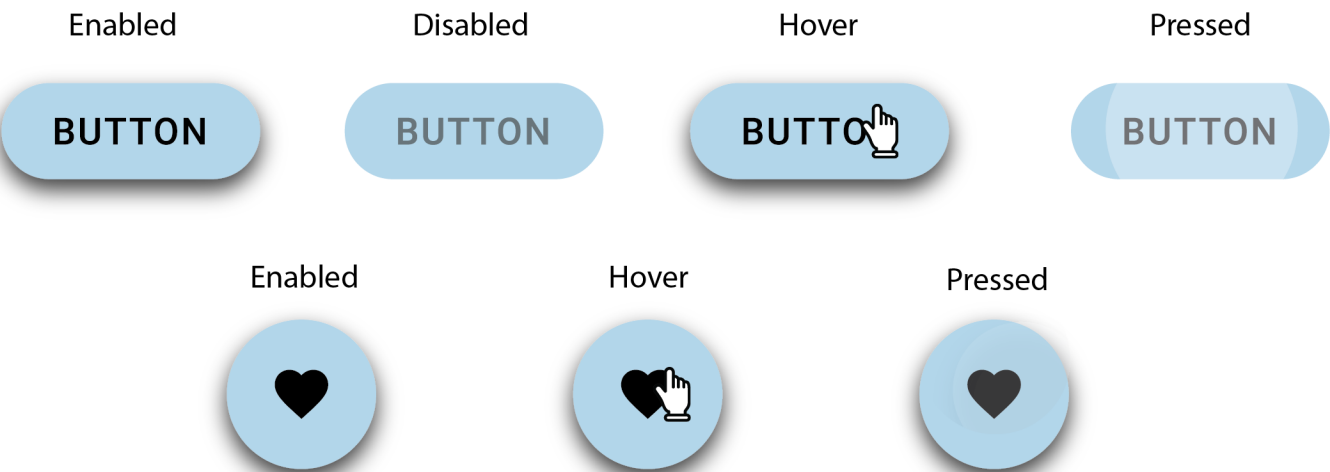 Enabled Disabled Hover Pressed
BUTTON BUTTON BUTTO BUTTON
Enabled Hover Pressed